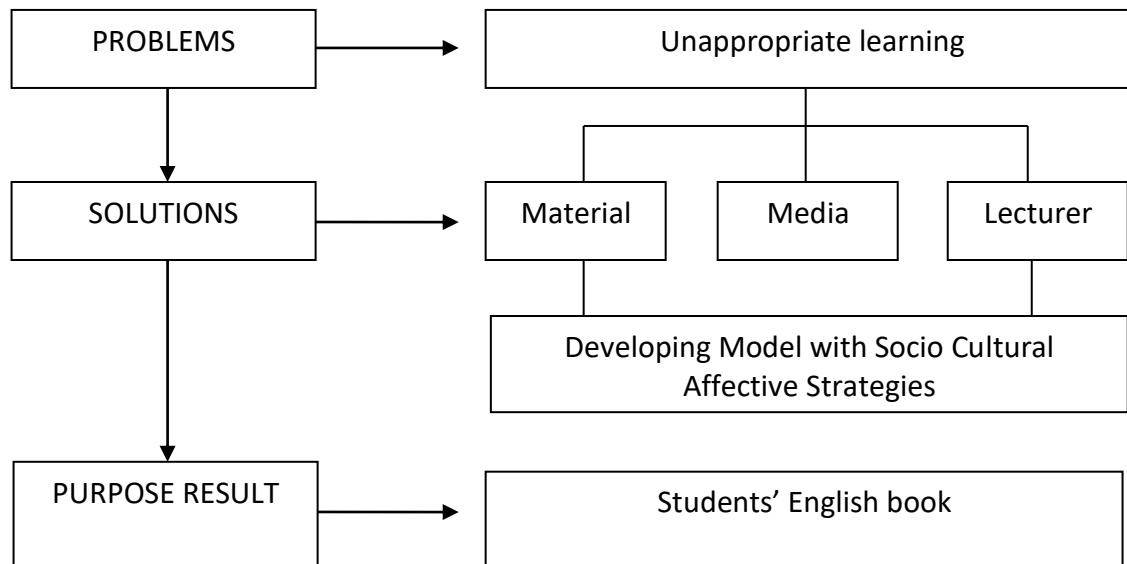 PROBLEMS
Unappropriate learning
SOLUTIONS
Material
Media
Lecturer
Developing Model with Socio Cultural
Affective Strategies
PURPOSE RESULT
Students’ English book